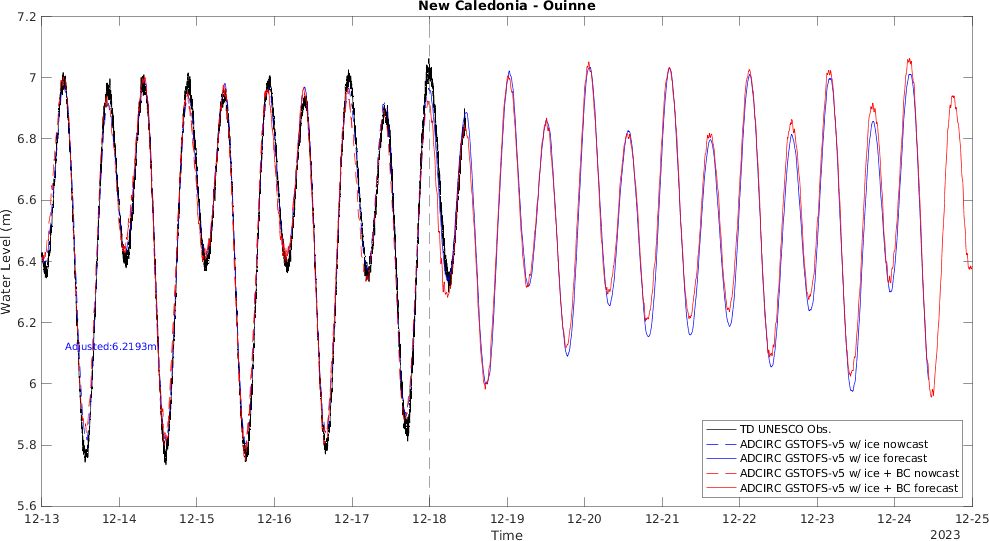 New Caledonia - Ouinne
7.2
7
6.8
6.6
6.4
6.2
6
5.8
5.6
Water Level (m)
Adjusted:6.2193m
TD UNESCO Obs.
ADCIRC GSTOFS-v5 w/ ice nowcast
ADCIRC GSTOFS-v5 w/ ice forecast
ADCIRC GSTOFS-v5 w/ ice + BC nowcast
ADCIRC GSTOFS-v5 w/ ice + BC forecast
12-13 12-14 12-15 12-16 12-17 12-18 12-19 12-20 12-21 12-22 12-23 12-24 12-25
Time
2023